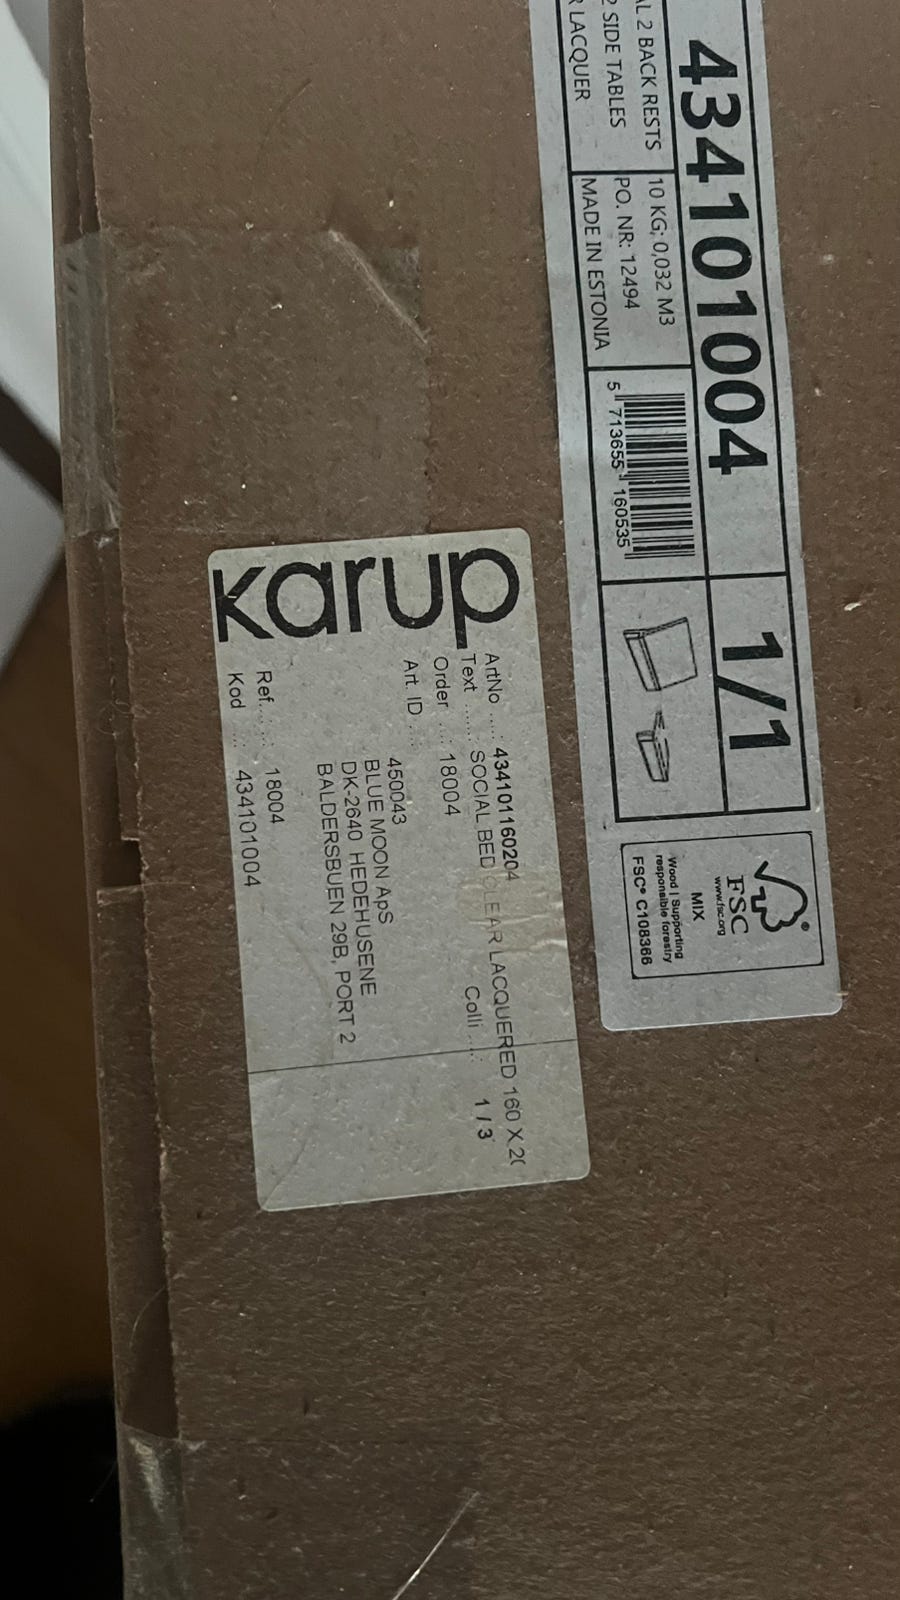 434101004
1/1
2 BACK RESTS
SIDE TABLES
LACQUER
10 KG; 0,032 M3
PO. NR: 12494
MADE IN ESTONIA
5 713655 160535
FSC
www.fsc.org
MIX
Wood | Supporting
responsible forestry
FSC® C108366
karup
ArtNo ..... 434101160204
Text ....... SOCIAL BED CLEAR LACQUERED 160 X 20
Order .... 18004 Colli .... 1 / 3
Art. ID ....
450043
BLUE MOON ApS
DK-2640 HEDEHUSENE
BALDERSBUEN 29B, PORT 2
Ref...... 18004
Kod ... 434101004